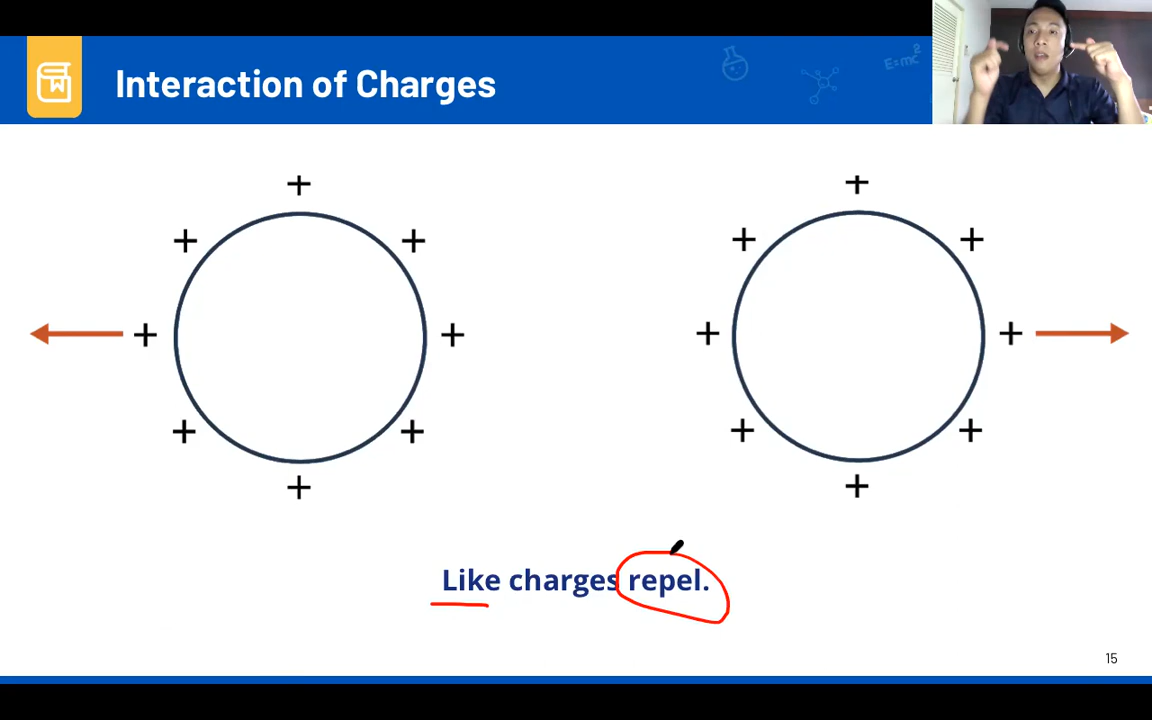 Interaction of Charges
E=mc²
+ +
+ + + +
+ + + +
+ + + +
+ +
Like charges repel.
15